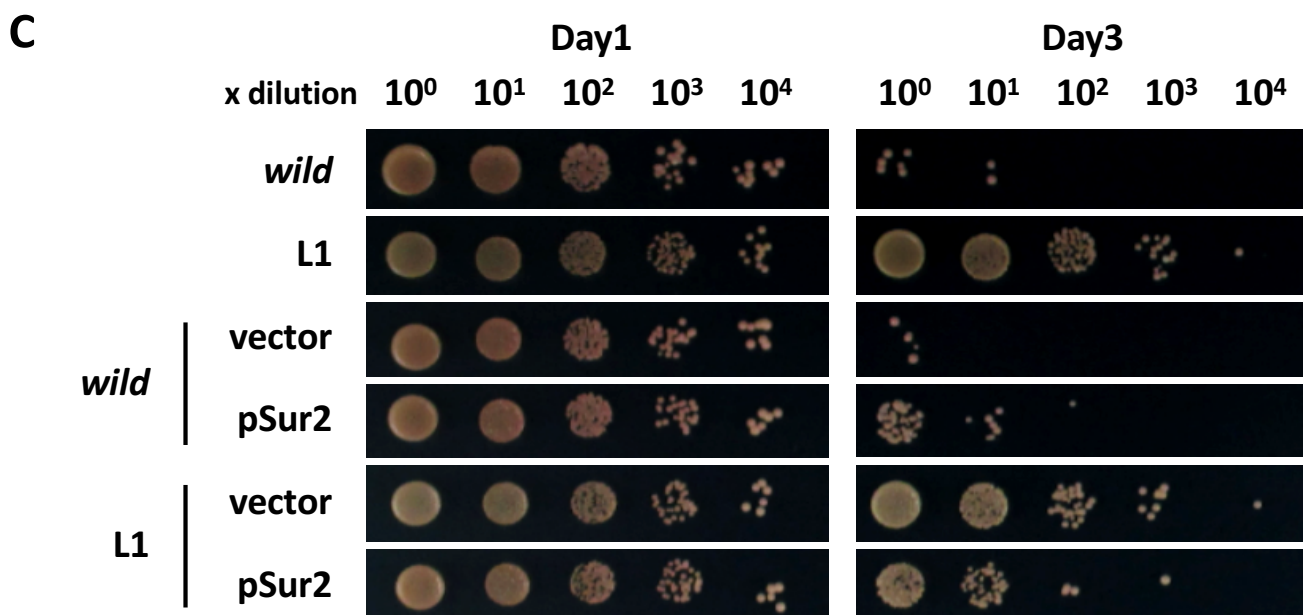 C
Day1 Day3
x dilution 10⁰ 10¹ 10² 10³ 10⁴ 10⁰ 10¹ 10² 10³ 10⁴
wild
L1
wild
vector
pSur2
L1
vector
pSur2